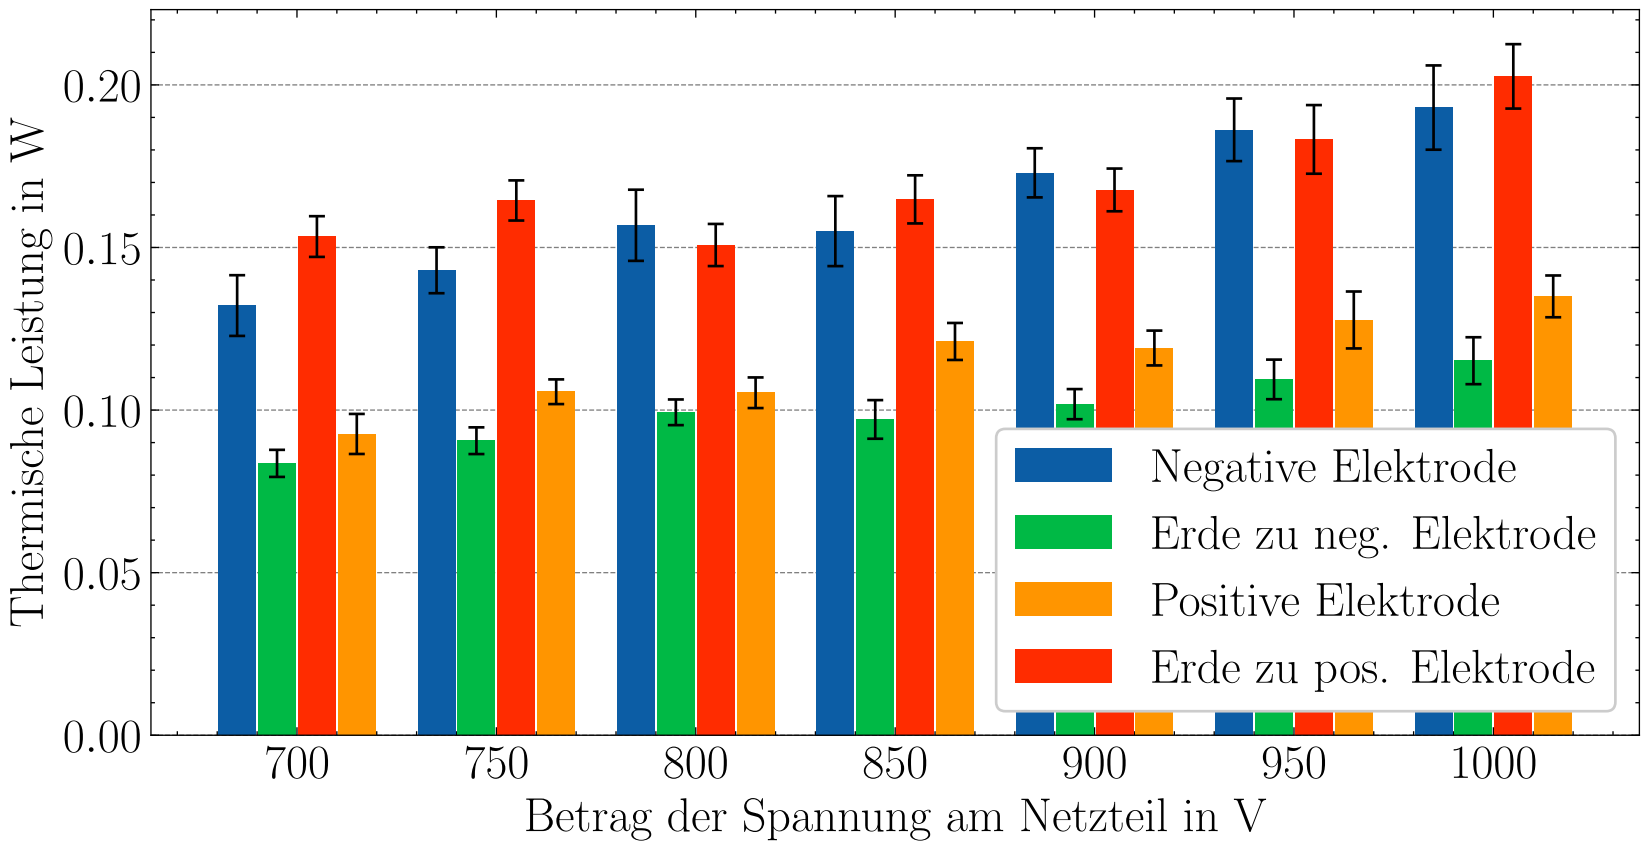 Thermische Leistung in W
0.20
0.15
0.10
0.05
0.00
Negative Elektrode
Erde zu neg. Elektrode
Positive Elektrode
Erde zu pos. Elektrode
700 750 800 850 900 950 1000
Betrag der Spannung am Netzteil in V